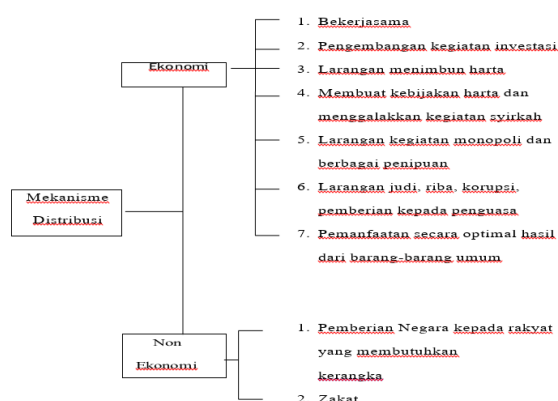 Ekonomi
1. Bekerjasama
2. Pengembangan kegiatan investasi
3. Larangan menimbun harta
4. Membuat kebijakan harta dan
menggalakkan kegiatan syirkah
5. Larangan kegiatan monopoli dan
berbagai penipuan
6. Larangan judi, riba, korupsi,
pemberian kepada penguasa
7. Pemanfaatan secara optimal hasil
dari barang-barang umum
Mekanisme
Distribusi
Non
Ekonomi
1. Pemberian Negara kepada rakyat
yang membutuhkan
kerangka
2. Zakat